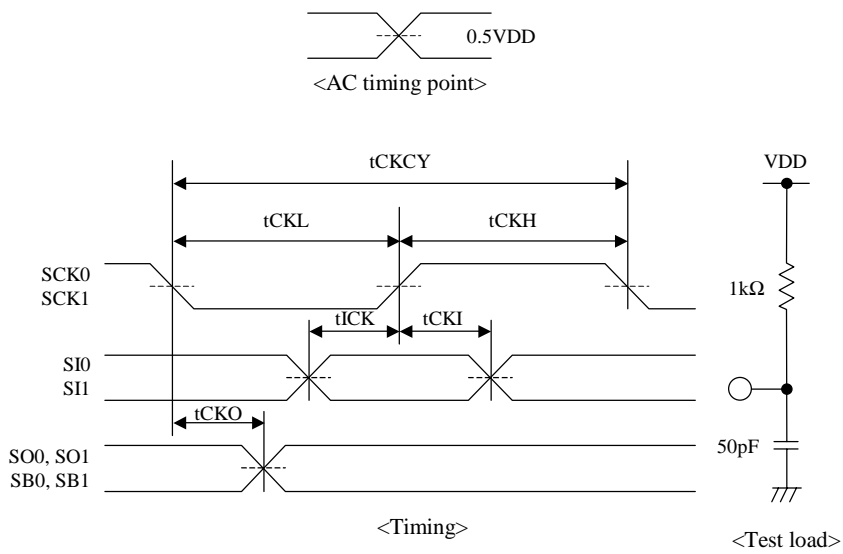 0.5VDD
<AC timing point>
tCKCY
VDD
tCKL
tCKH
SCK0
SCK1
1kΩ
tICK
tCKI
SI0
SI1
tCKO
50pF
SO0, SO1
SB0, SB1
<Timing>
<Test load>